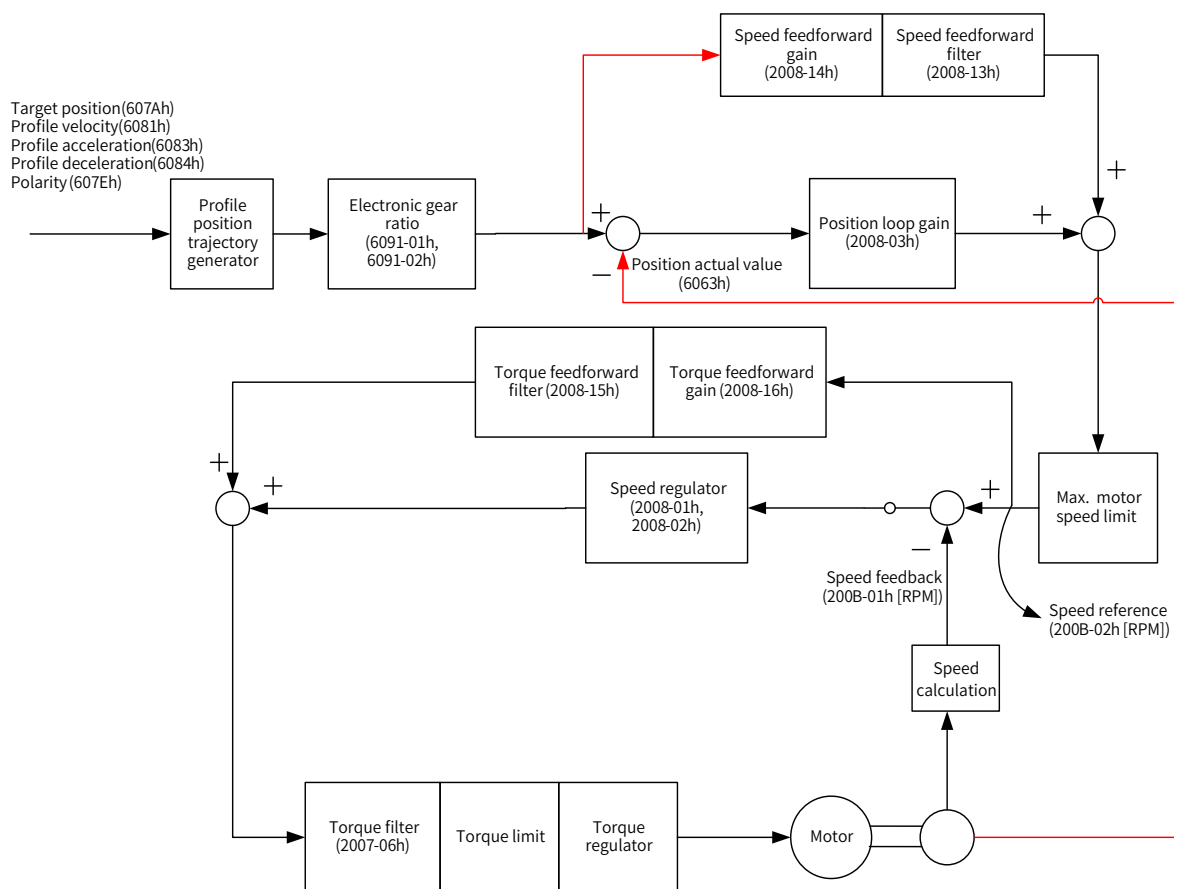 Speed feedforward
gain
(2008-14h)
Speed feedforward
filter
(2008-13h)
Target position(607Ah)
Profile velocity(6081h)
Profile acceleration(6083h)
Profile deceleration(6084h)
Polarity(607Eh)
Profile
position
trajectory
generator
Electronic gear
ratio
(6091-01h,
6091-02h)
+
−
Position actual value
(6063h)
Position loop gain
(2008-03h)
+
+
Torque feedforward
filter (2008-15h)
Torque feedforward
gain (2008-16h)
+
+
Speed regulator
(2008-01h,
2008-02h)
+
−
Max. motor
speed limit
Speed feedback
(200B-01h [RPM])
Speed reference
(200B-02h [RPM])
Speed
calculation
Torque filter
(2007-06h)
Torque limit
Torque
regulator
Motor